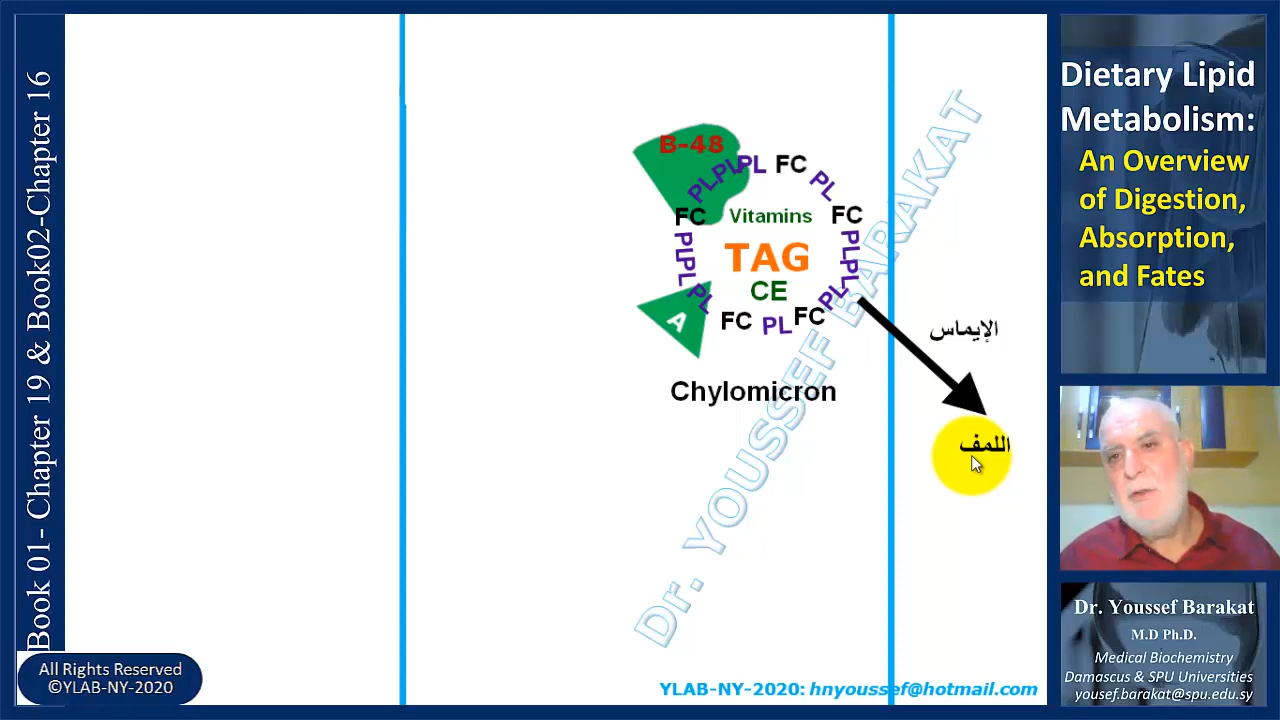 Book 01- Chapter 19 & Book02-Chapter 16
B-48
PL
PL
PL
FC
PL
FC
Vitamins
FC
PL
PL
TAG
PL
PL
CE
PL
PL
A
FC
PL
FC
الإيماس
Chylomicron
اللمف
Dr. YOUSSEF BARAKAT
All Rights Reserved
©YLAB-NY-2020
YLAB-NY-2020: hnyoussef@hotmail.com
Dietary Lipid
Metabolism:
An Overview
of Digestion,
Absorption,
and Fates
Dr. Youssef Barakat
M.D Ph.D.
Medical Biochemistry
Damascus & SPU Universities
yousef.barakat@spu.edu.sy